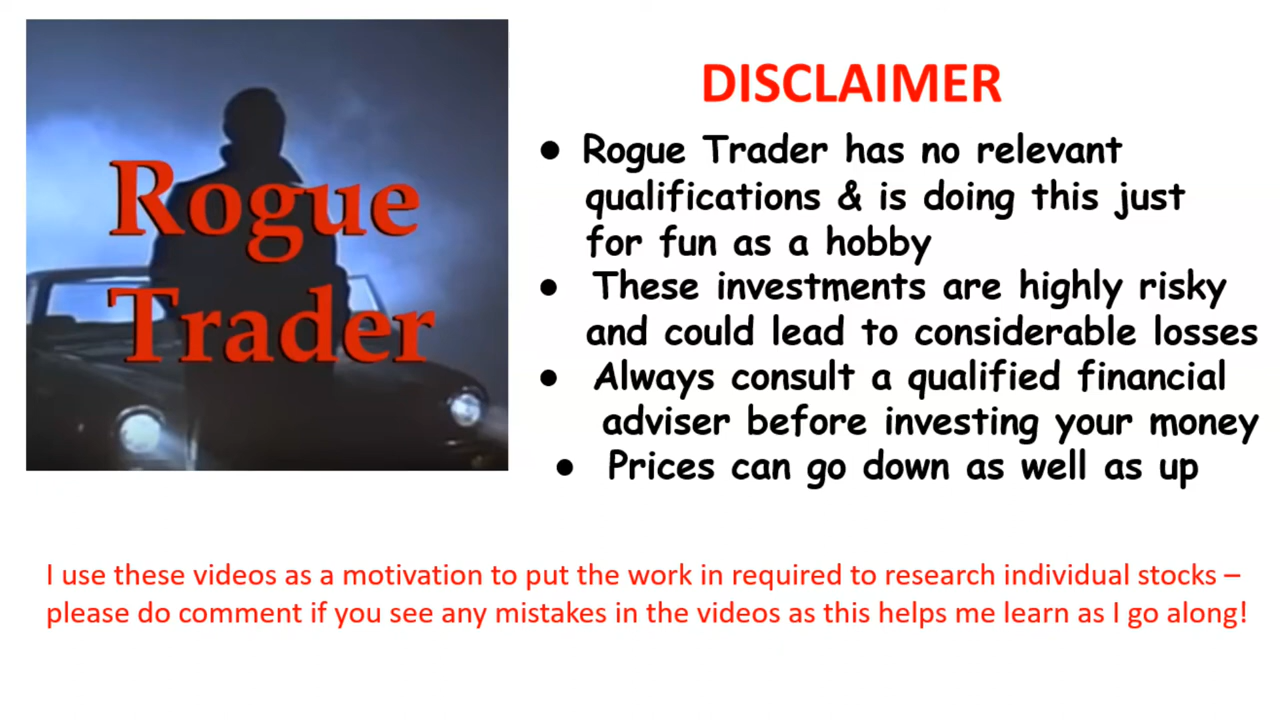 Rogue
Trader
DISCLAIMER
• Rogue Trader has no relevant
qualifications & is doing this just
for fun as a hobby
• These investments are highly risky
and could lead to considerable losses
• Always consult a qualified financial
adviser before investing your money
• Prices can go down as well as up
I use these videos as a motivation to put the work in required to research individual stocks –
please do comment if you see any mistakes in the videos as this helps me learn as I go along!